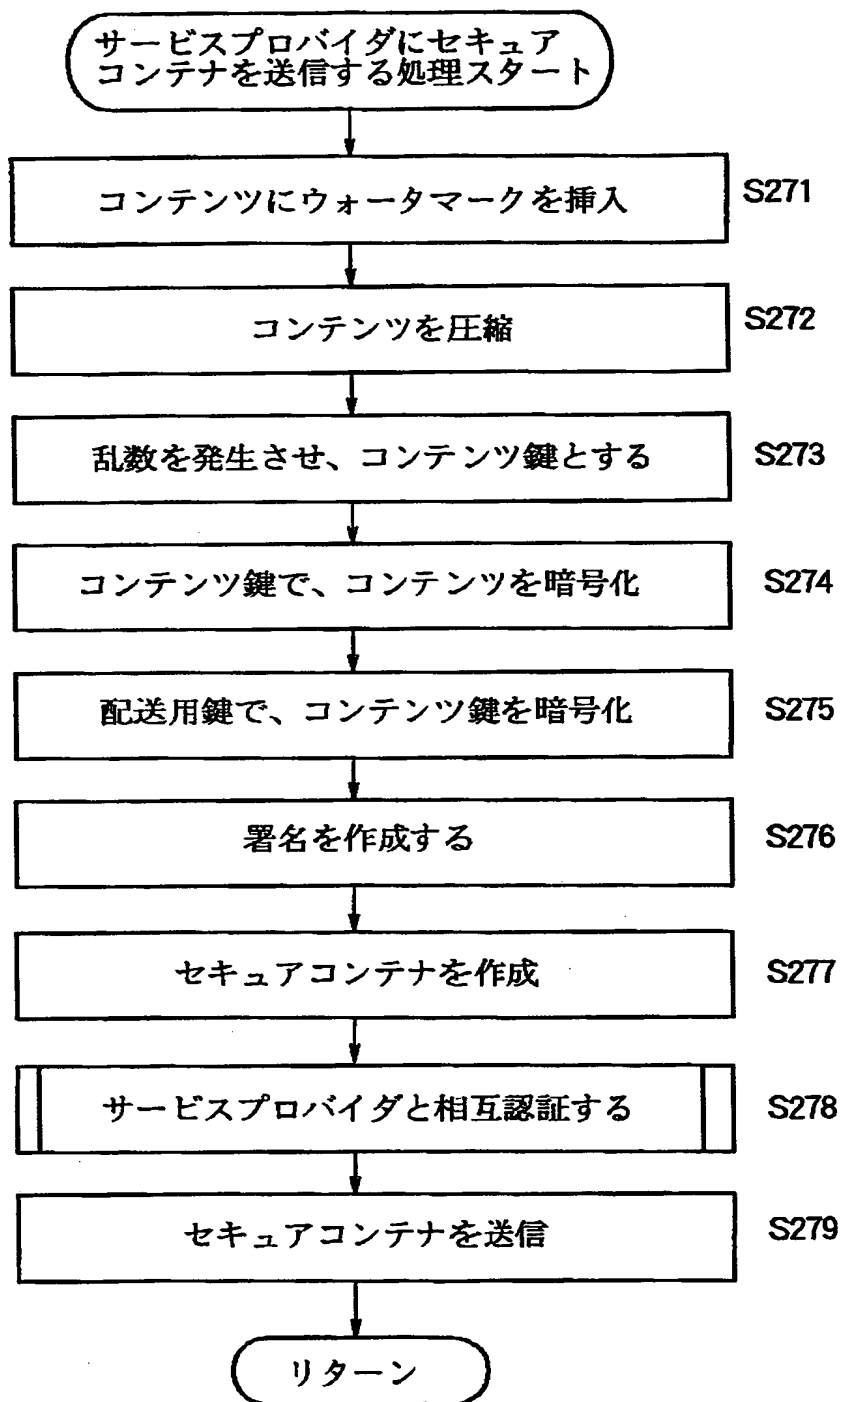 サービスプロバイダにセキュア
コンテナを送信する処理スタート
コンテンツにウォータマークを挿入 S271
コンテンツを圧縮 S272
乱数を発生させ、コンテンツ鍵とする S273
コンテンツ鍵で、コンテンツを暗号化 S274
配送用鍵で、コンテンツ鍵を暗号化 S275
署名を作成する S276
セキュアコンテナを作成 S277
サービスプロバイダと相互認証する S278
セキュアコンテナを送信 S279
リターン